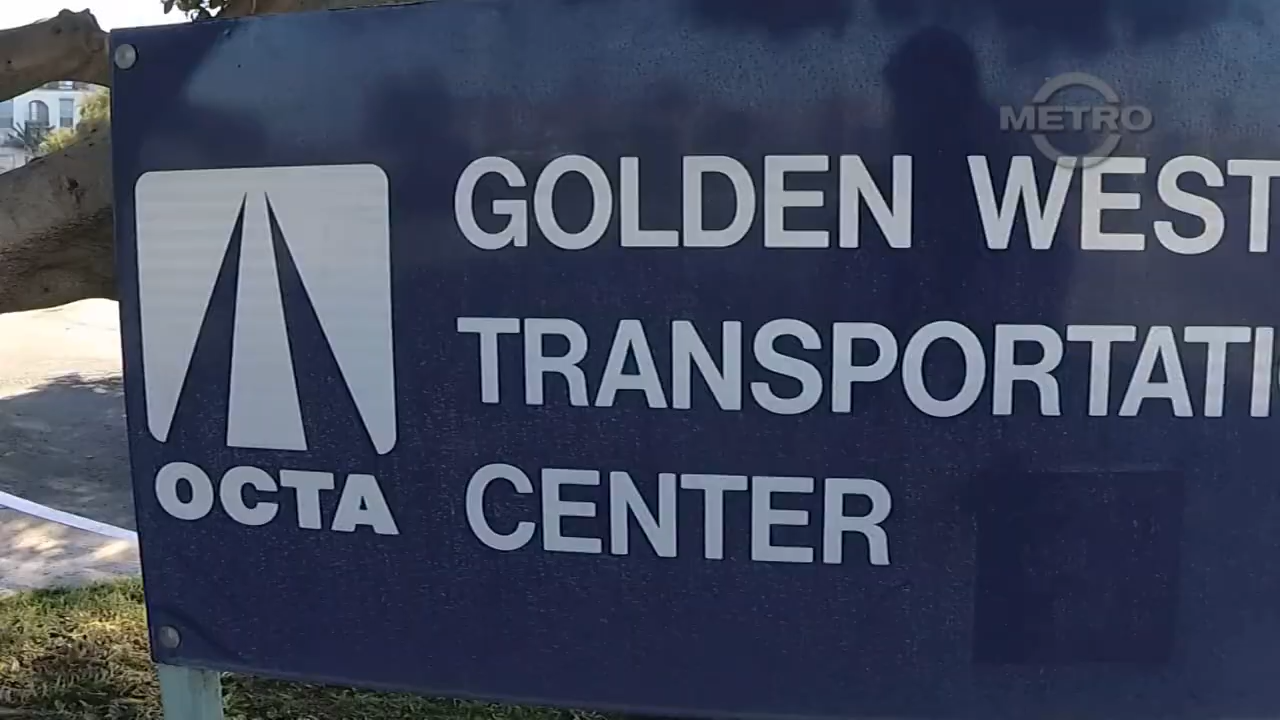 METRO
GOLDEN WEST
TRANSPORTATI
CENTER
OCTA